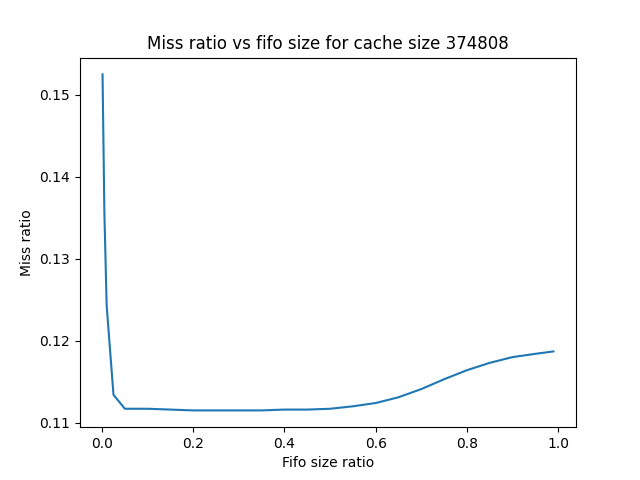 Miss ratio vs fifo size for cache size 374808
0.15
0.14
0.13
0.12
0.11
Miss ratio
0.0 0.2 0.4 0.6 0.8 1.0
Fifo size ratio